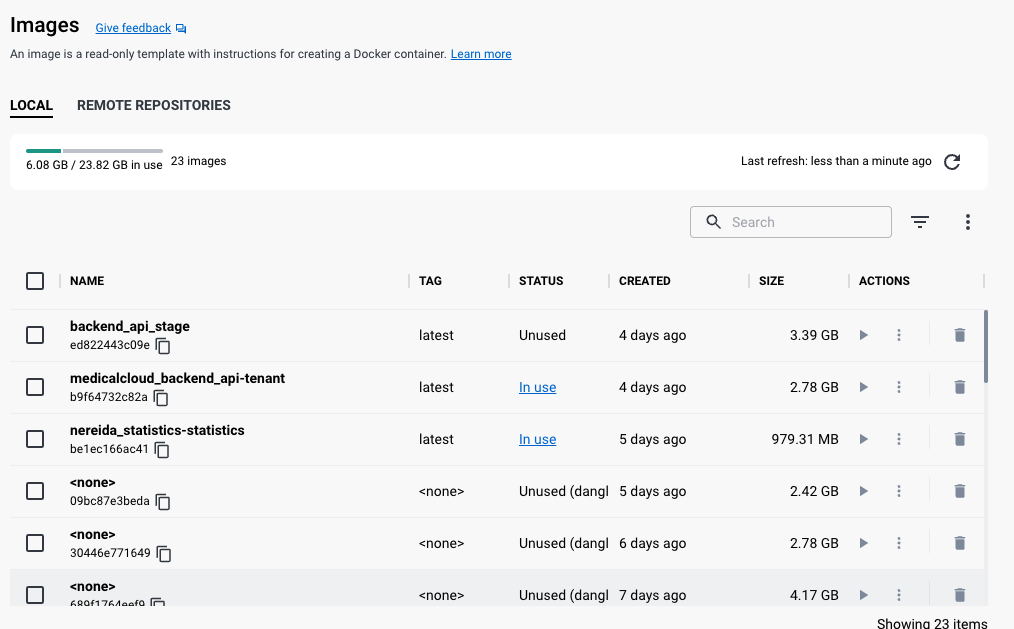 Images Give feedback
An image is a read-only template with instructions for creating a Docker container. Learn more
LOCAL REMOTE REPOSITORIES
6.08 GB / 23.82 GB in use 23 images Last refresh: less than a minute ago
Search
NAME TAG STATUS CREATED SIZE ACTIONS
backend_api_stage
ed822443c09e
latest Unused 4 days ago 3.39 GB
medicalcloud_backend_api-tenant
b9f64732c82a
latest In use 4 days ago 2.78 GB
nereida_statistics-statistics
be1ec166ac41
latest In use 5 days ago 979.31 MB
<none>
09bc87e3beda
<none> Unused (dangl 5 days ago 2.42 GB
<none>
30446e771649
<none> Unused (dangl 6 days ago 2.78 GB
<none>
689f1764eef9
<none> Unused (dangl 7 days ago 4.17 GB
Showing 23 items